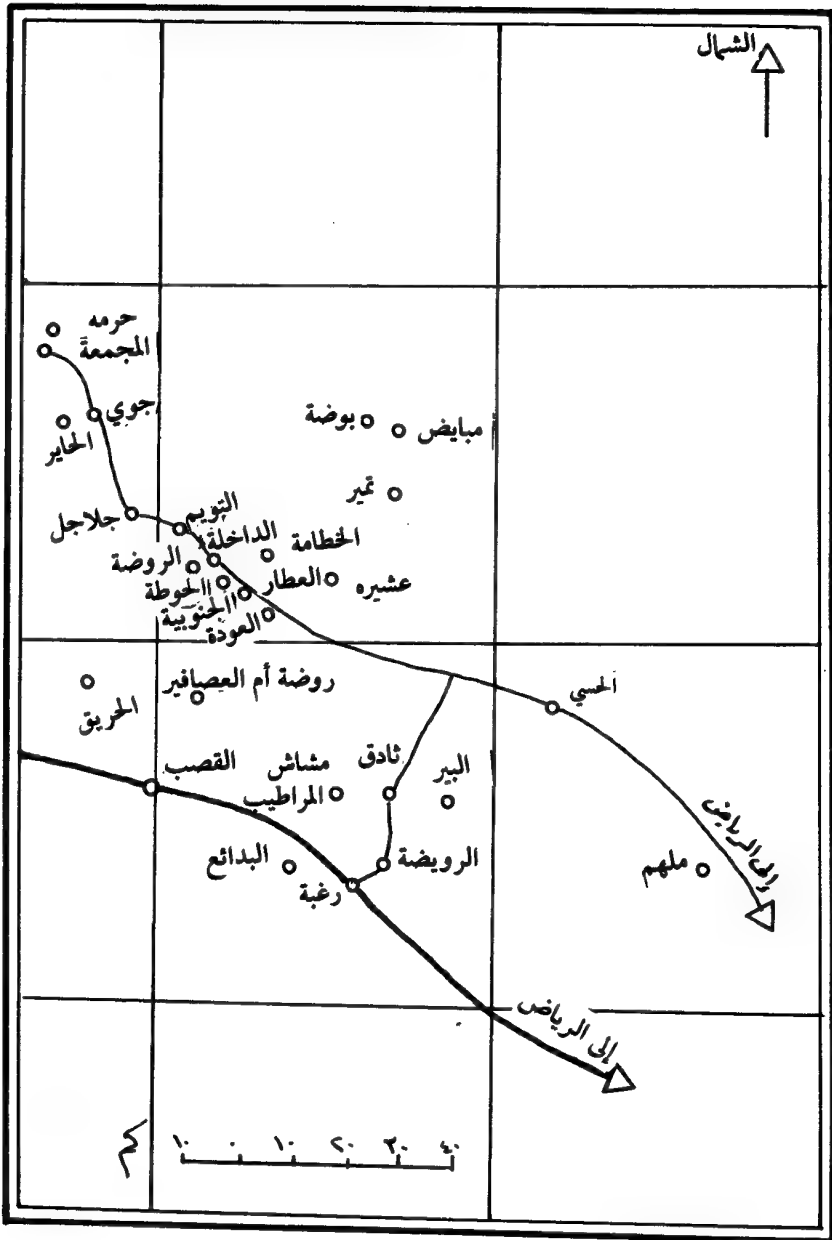 الشمال
حرمه
المجمعة
جوي
الحاير
بوضة
مبايض
تمير
جلاجل
التويم
الداخلة
الخطامة
الروضة
العطار
عشيره
الحوطة
الجنوبية
العودة
روضة أم العصافير
الحريق
الحسي
القصب
مشاش
المراطيب
ثادق
البير
البدائع
الرويضة
رغبة
ملهم
والى الرياض
إلى الرياض
كم
١٠ ٠ ١٠ ٢٠ ٣٠ ٤٠